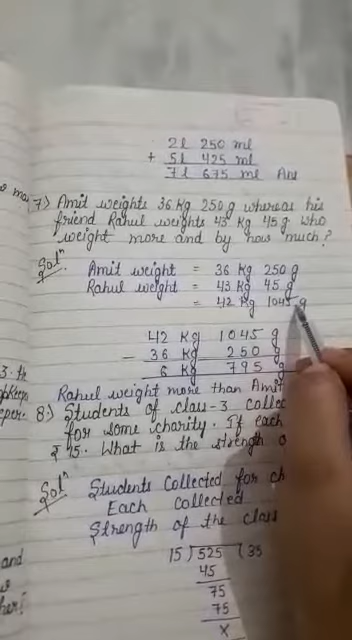 2l 250 ml
+ 5l 425 ml
7l 675 ml Ans
7) Amit weights 36 Kg 250 g whereas his
friend Rahul weights 43 Kg 45 g who
weight more and by how much?
Solⁿ. Amit weight = 36 Kg 250 g
Rahul weight = 43 Kg 45 g
= 42 Kg 1045 g
42 Kg 1045 g
- 36 Kg 250 g
6 Kg 795 g
Rahul weight more than Amit
8.) Students of class-3 collec
for some charity. If each
₹ 15. What is the strength o
Solⁿ Students Collected for ch
Each collected
Strength of the class
15) 525 (35
45
75
75
x
3.
and